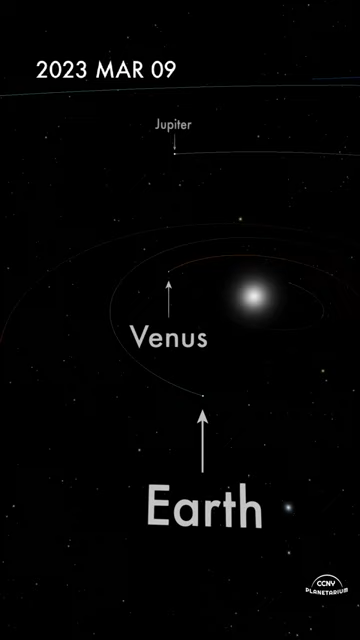 2023 MAR 09
Jupiter
Venus
Earth
CCNY
PLANETARIUM